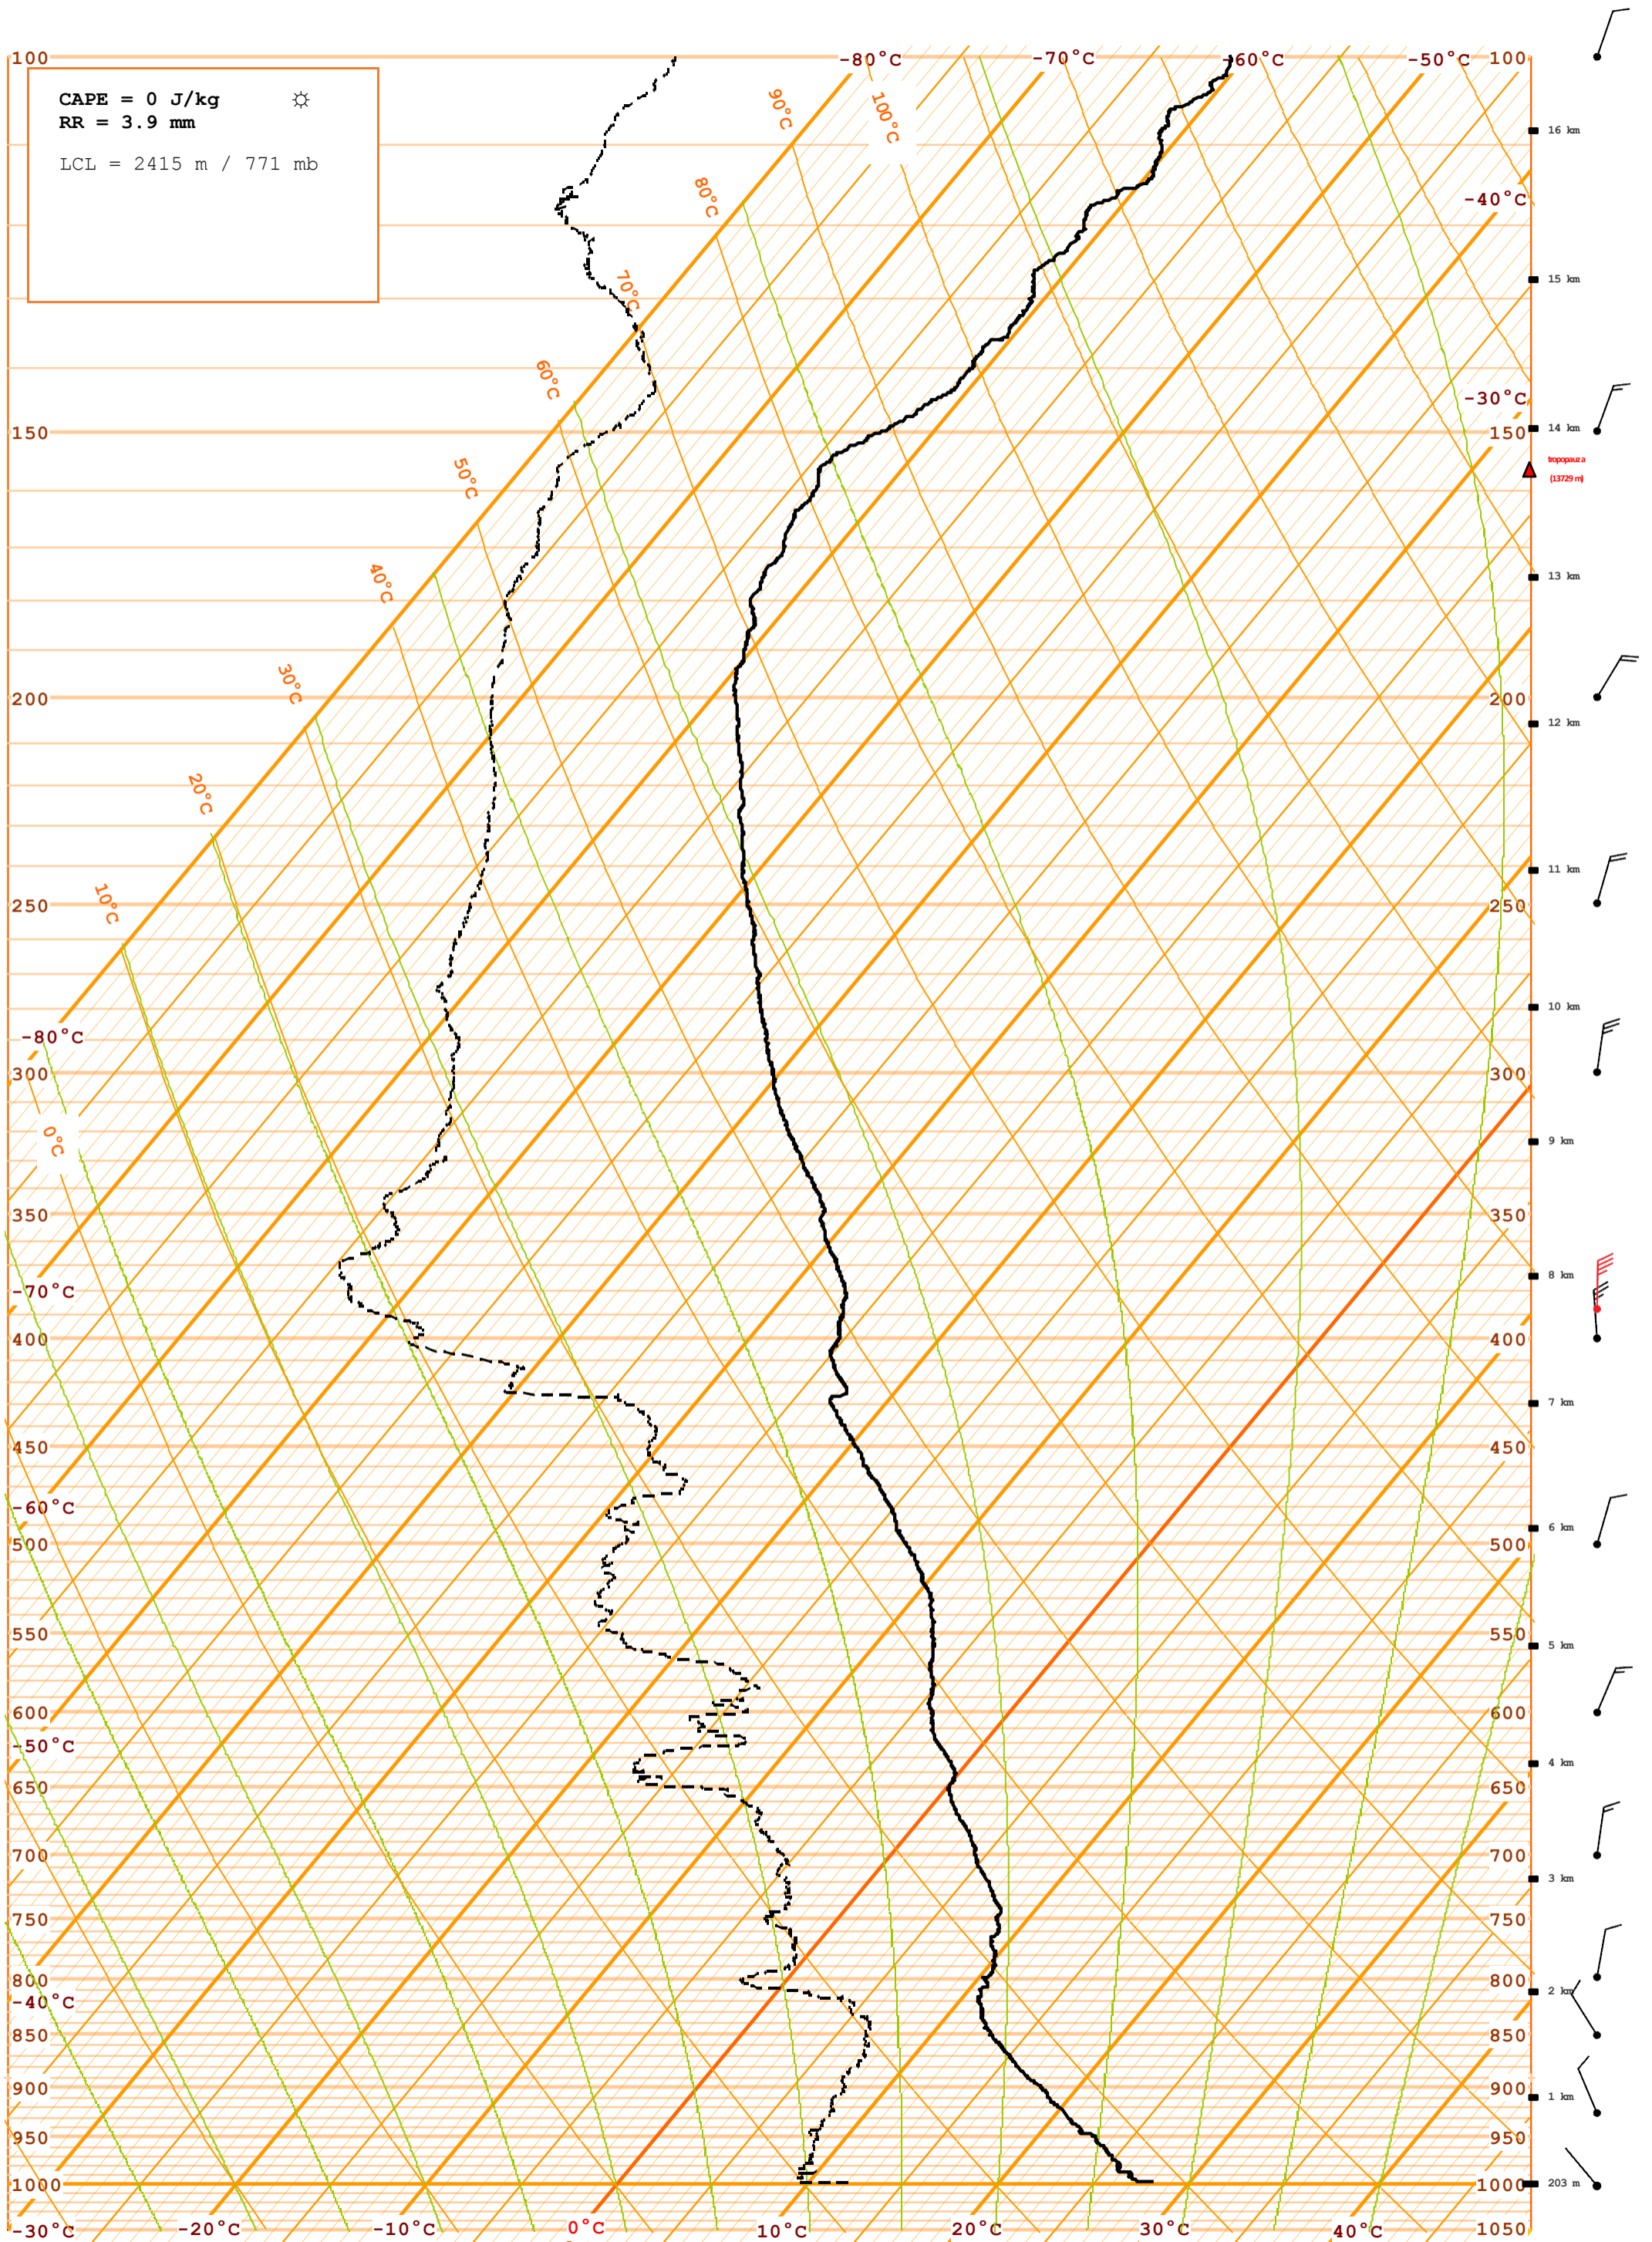 -80°C -70°C -60°C -50°C
100 100
CAPE = 0 J/kg ☼
RR = 3.9 mm
LCL = 2415 m / 771 mb
90°C 100°C
16 km
80°C
-40°C
70°C
15 km
60°C
-30°C
150 150 14 km
50°C
tropopauza
(13729 m)
40°C
13 km
30°C
200 200
12 km
20°C
11 km
10°C
250 250
10 km
-80°C
300 300
0°C
9 km
350 350
8 km
-70°C
400 400
7 km
450 450
-60°C
6 km
500 500
550 550
5 km
600 600
-50°C
4 km
650 650
700 700
3 km
750 750
800 800
2 km
-40°C
850 850
900 900
1 km
950 950
1000 1000 203 m
-30°C -20°C -10°C 0°C 10°C 20°C 30°C 40°C 1050